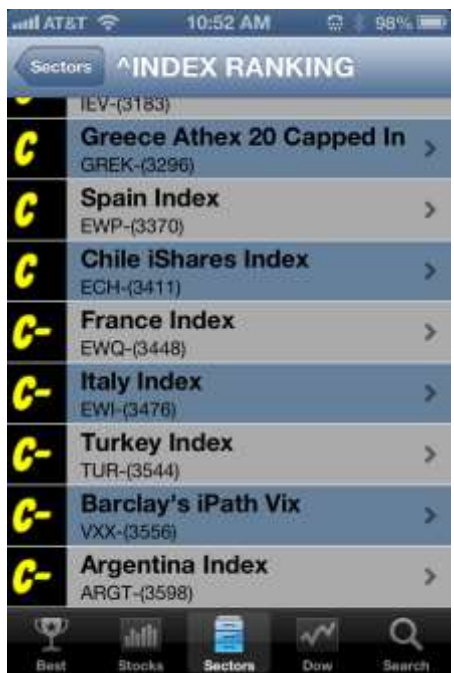 AT&T 10:52 AM 98%
Sectors ^INDEX RANKING
IEV-(3183)
C Greece Athex 20 Capped In
GREK-(3296)
C Spain Index
EWP-(3370)
C Chile iShares Index
ECH-(3411)
C- France Index
EWQ-(3448)
C- Italy Index
EWI-(3476)
C- Turkey Index
TUR-(3544)
C- Barclay's iPath Vix
VXX-(3556)
C- Argentina Index
ARGT-(3598)
Best Stocks Sectors Dow Search